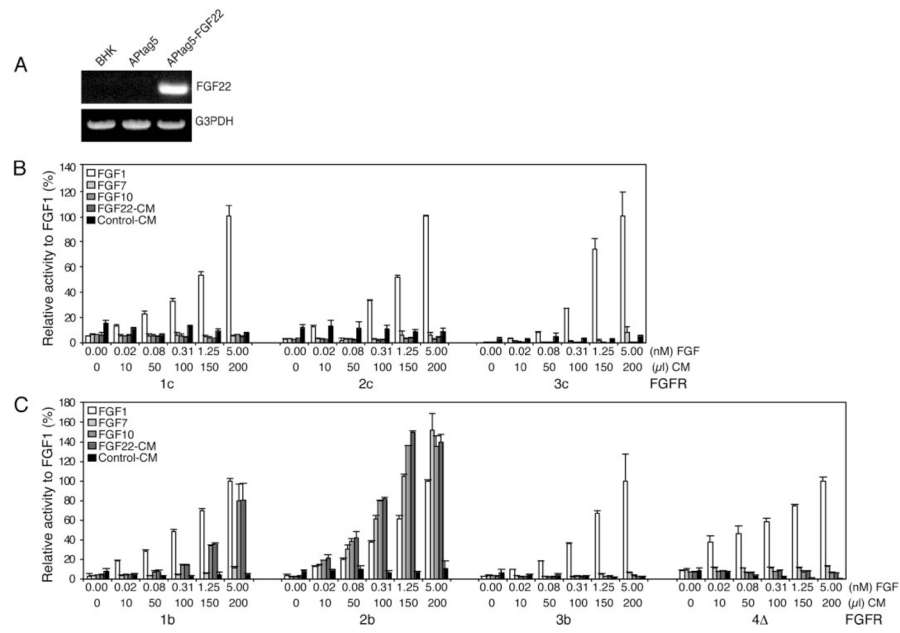 A
BHK
APtag5
APtag5-FGF22
FGF22
G3PDH
B
Relative activity to FGF1 (%)
140
120
100
80
60
40
20
0
FGF1
FGF7
FGF10
FGF22-CM
Control-CM
0.00 0.02 0.08 0.31 1.25 5.00 0.00 0.02 0.08 0.31 1.25 5.00 0.00 0.02 0.08 0.31 1.25 5.00 (nM) FGF
0 10 50 100 150 200 0 10 50 100 150 200 0 10 50 100 150 200 (µl) CM
1c 2c 3c FGFR
C
Relative activity to FGF1 (%)
180
160
140
120
100
80
60
40
20
0
FGF1
FGF7
FGF10
FGF22-CM
Control-CM
0.00 0.02 0.08 0.31 1.25 5.00 0.00 0.02 0.08 0.31 1.25 5.00 0.00 0.02 0.08 0.31 1.25 5.00 0.00 0.02 0.08 0.31 1.25 5.00 (nM) FGF
0 10 50 100 150 200 0 10 50 100 150 200 0 10 50 100 150 200 0 10 50 100 150 200 (µl) CM
1b 2b 3b 4Δ FGFR